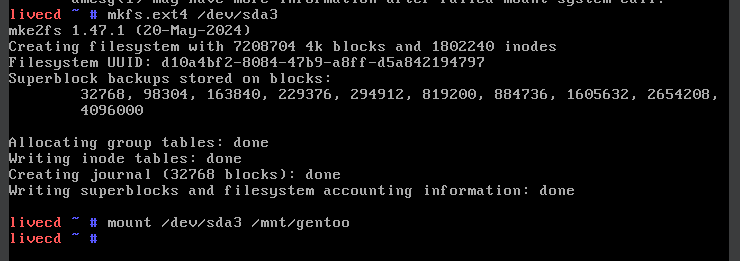 dmesg(1) may have more information after failed mount system call.
livecd ~ # mkfs.ext4 /dev/sda3
mke2fs 1.47.1 (20-May-2024)
Creating filesystem with 7208704 4k blocks and 1802240 inodes
Filesystem UUID: d10a4bf2-8084-47b9-a8ff-d5a842194797
Superblock backups stored on blocks:
32768, 98304, 163840, 229376, 294912, 819200, 884736, 1605632, 2654208,
4096000
Allocating group tables: done
Writing inode tables: done
Creating journal (32768 blocks): done
Writing superblocks and filesystem accounting information: done
livecd ~ # mount /dev/sda3 /mnt/gentoo
livecd ~ #